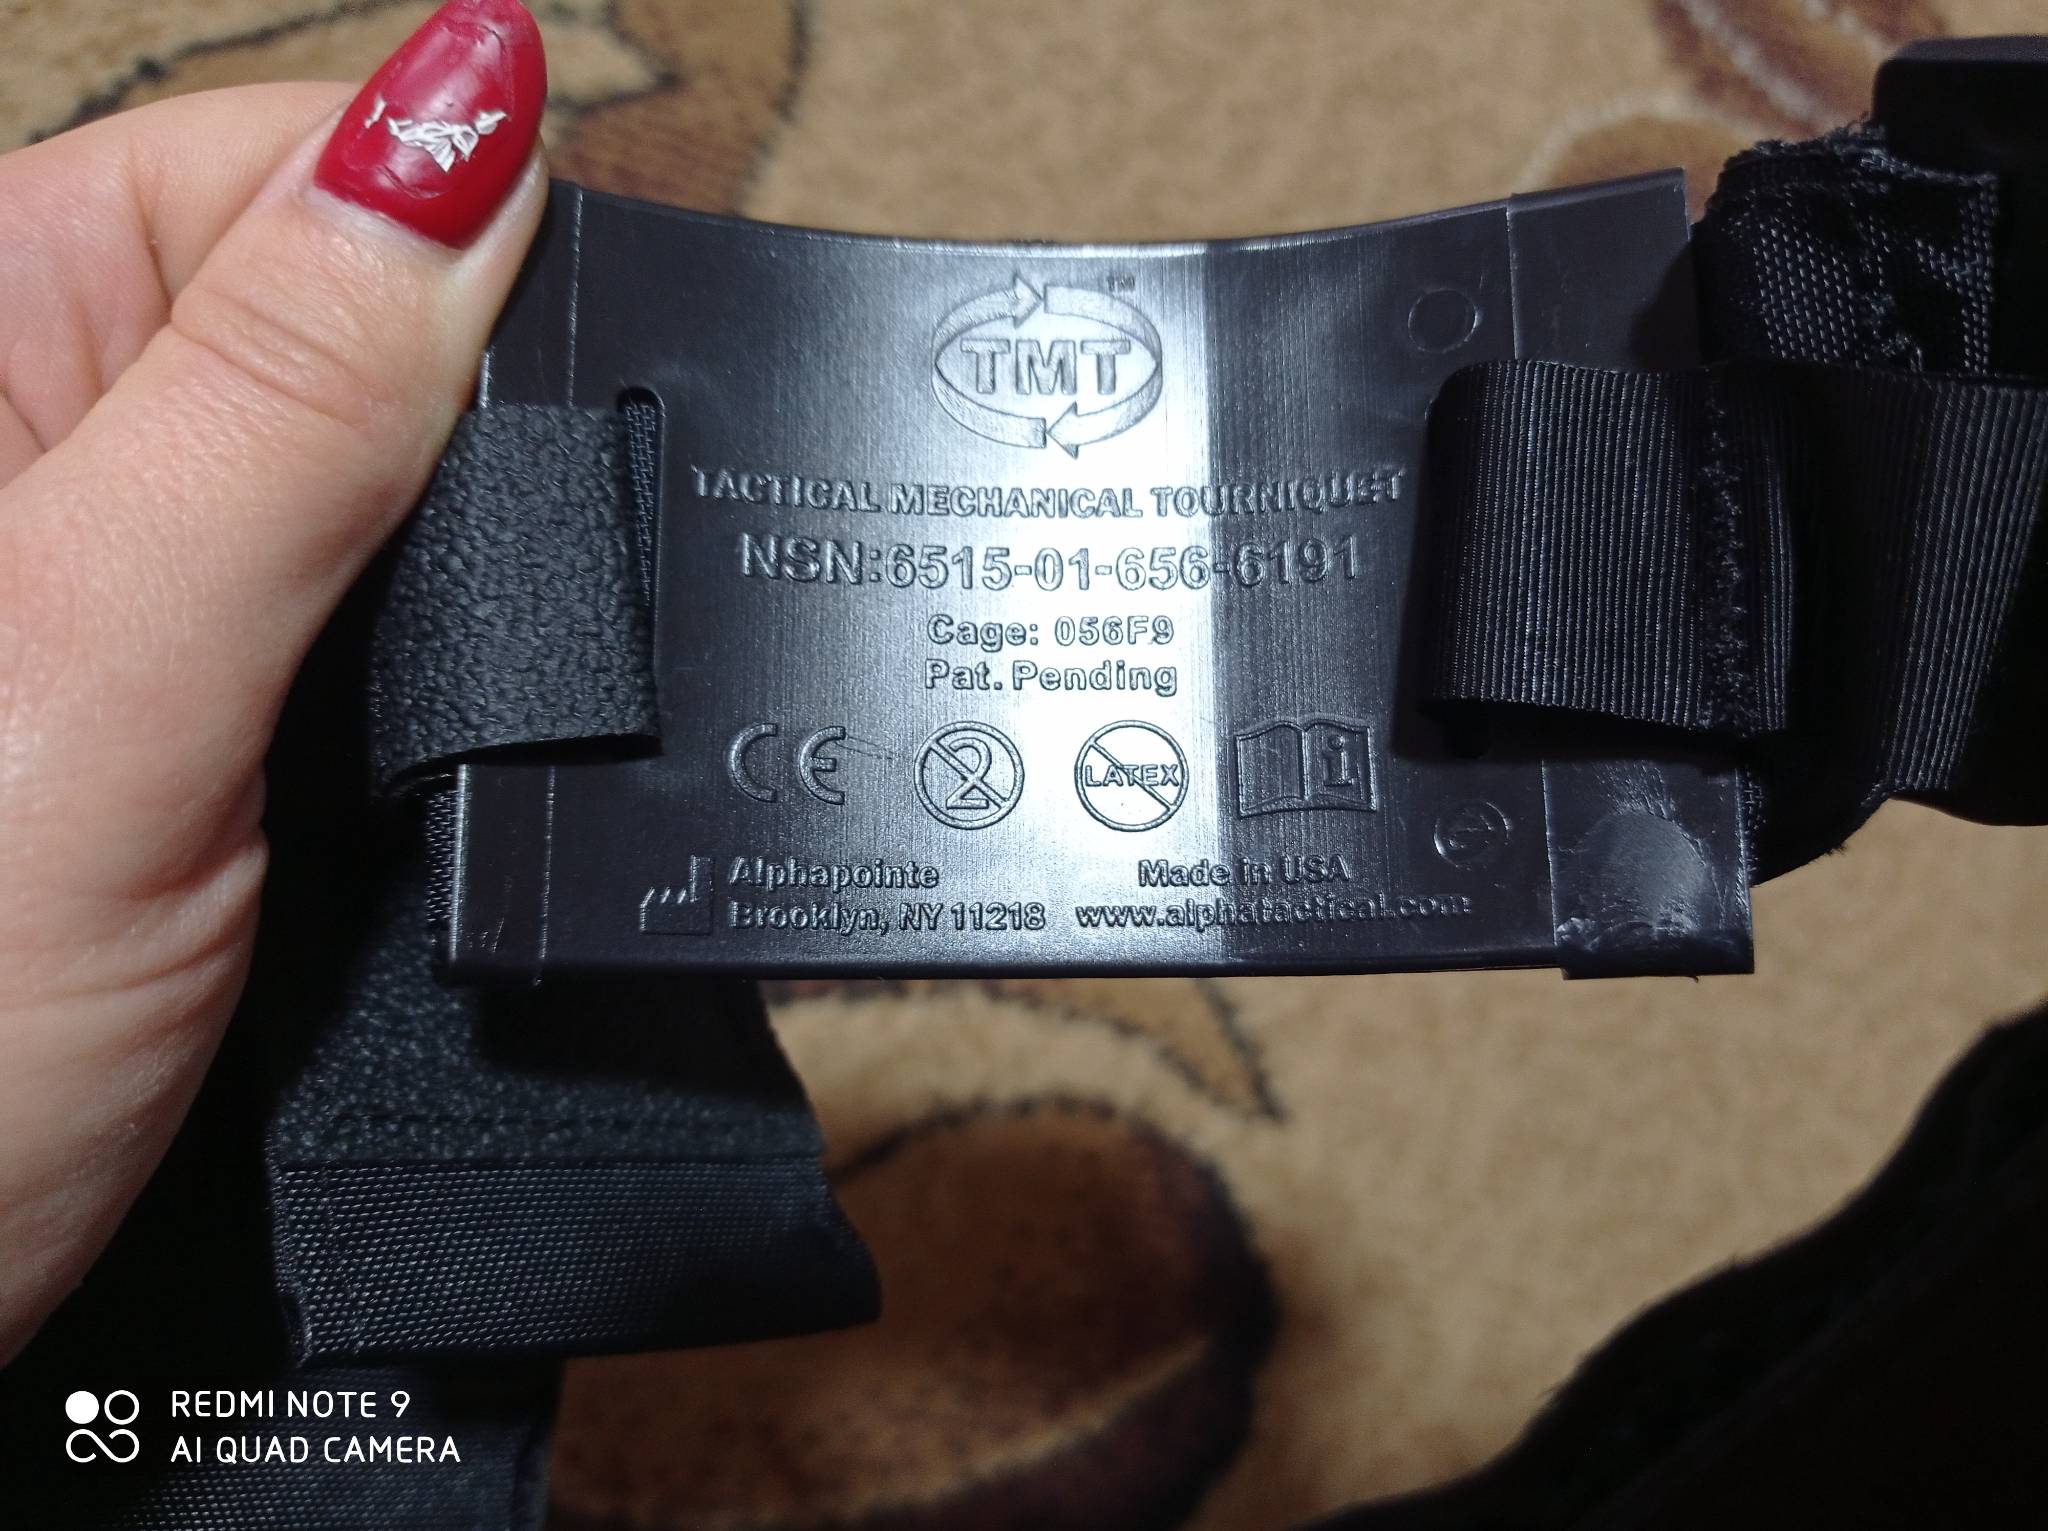 TMT™
TACTICAL MECHANICAL TOURNIQUET
NSN:6515-01-656-6191
Cage: 056F9
Pat. Pending
CE 2 LATEX i
Alphapointe Made in USA
Brooklyn, NY 11218 www.alphatactical.com
REDMI NOTE 9
AI QUAD CAMERA